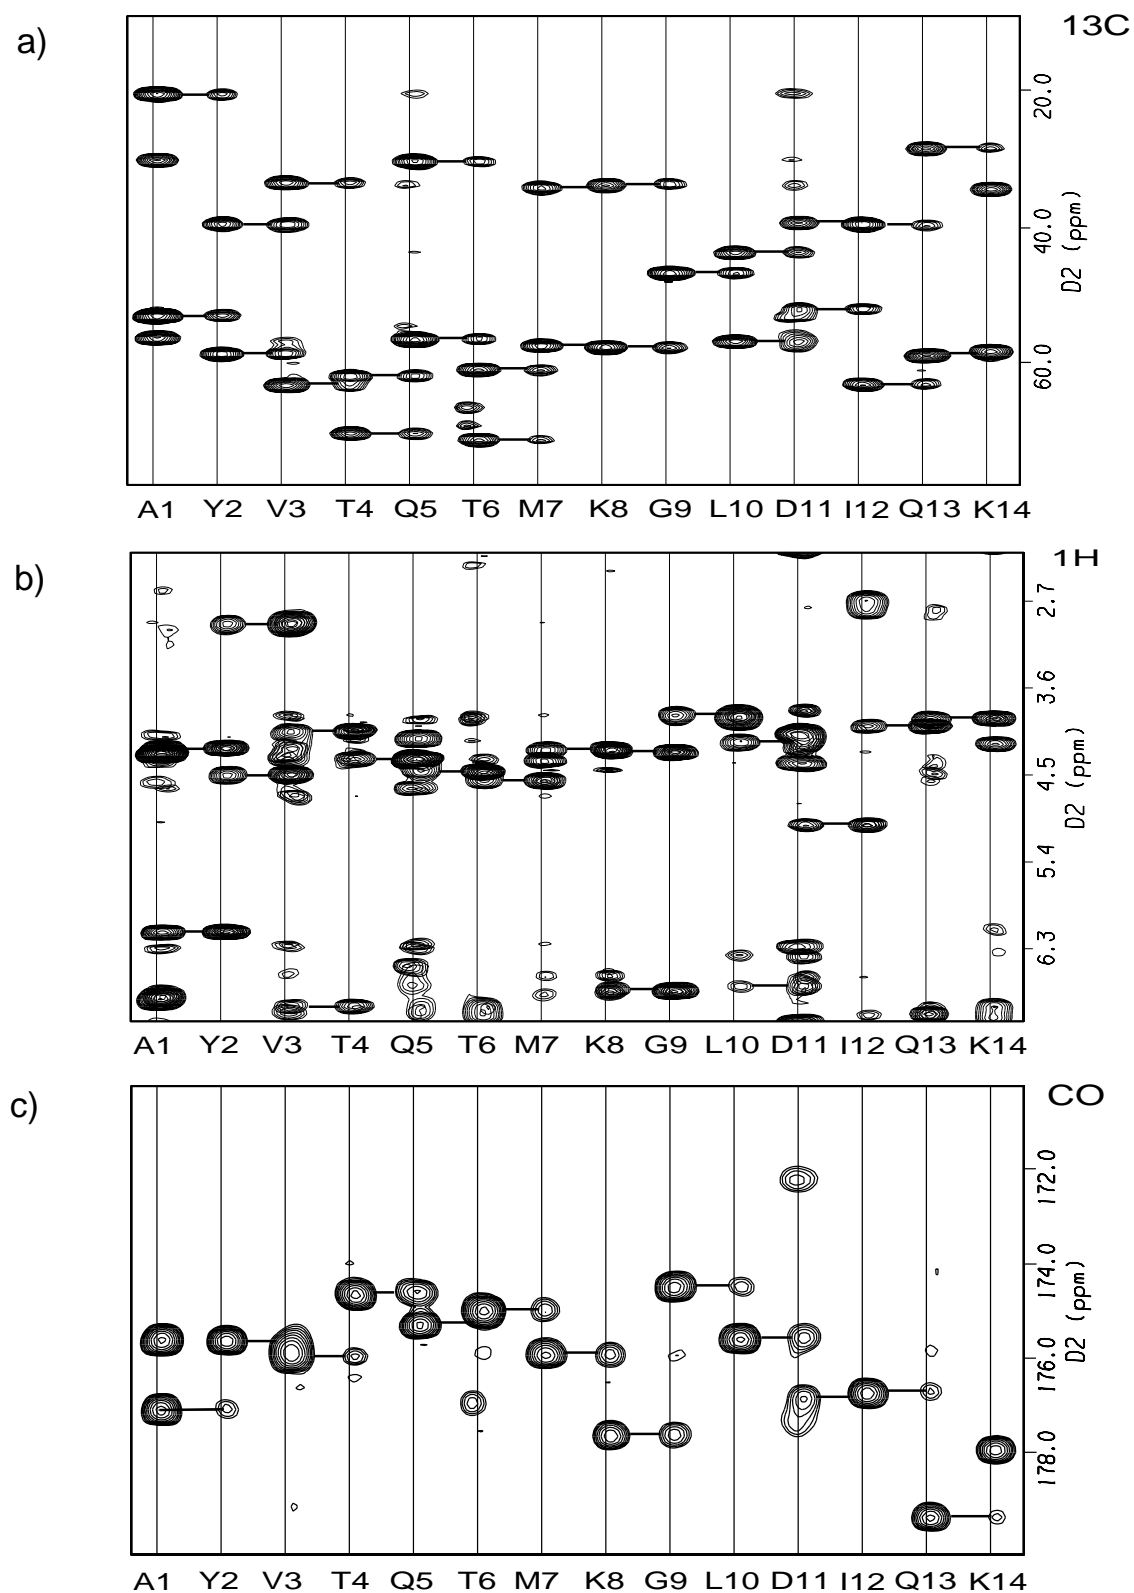 a)
13C
20.0
40.0
60.0
D2 (ppm)
A1 Y2 V3 T4 Q5 T6 M7 K8 G9 L10 D11 I12 Q13 K14
b)
1H
2.7
3.6
4.5
5.4
6.3
D2 (ppm)
A1 Y2 V3 T4 Q5 T6 M7 K8 G9 L10 D11 I12 Q13 K14
c)
CO
172.0
174.0
176.0
178.0
D2 (ppm)
A1 Y2 V3 T4 Q5 T6 M7 K8 G9 L10 D11 I12 Q13 K14